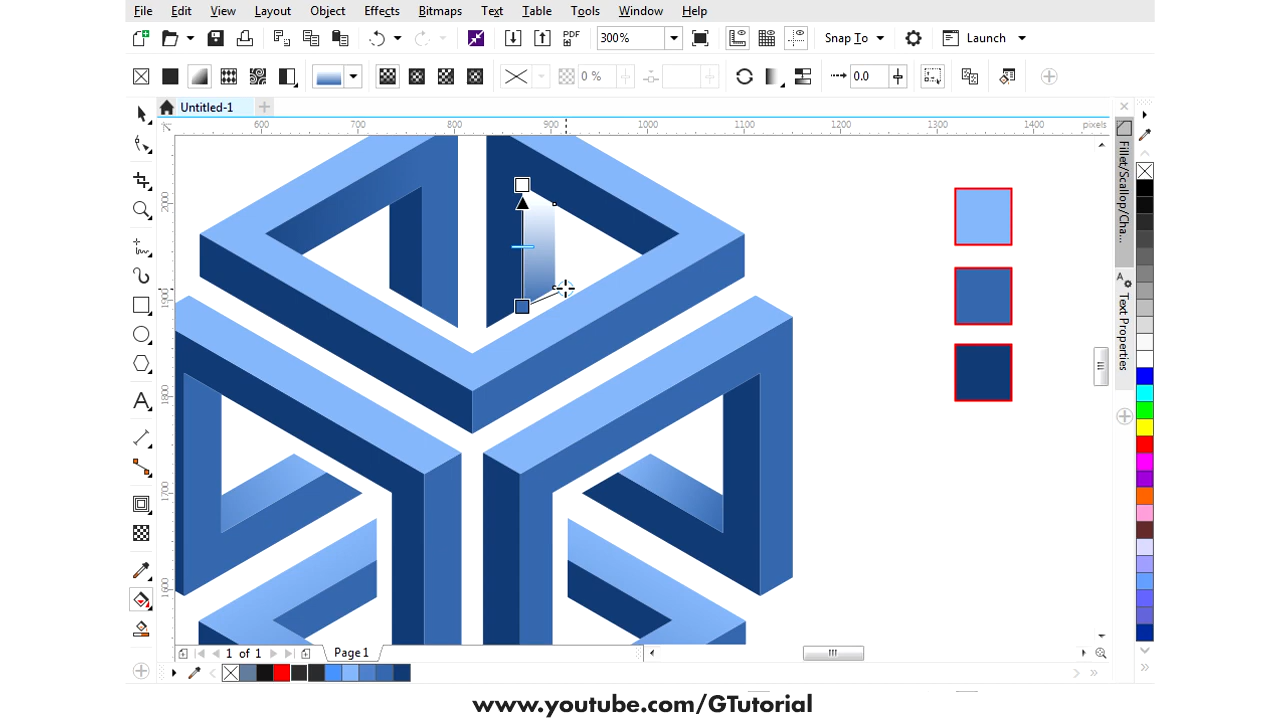 File Edit View Layout Object Effects Bitmaps Text Table Tools Window Help
PDF 300% Snap To Launch
0 % 0.0
Untitled-1
600 700 800 900 1000 1100 1200 1300 1400 pixels
2000
1900
1800
1700
1600
Fillet/Scallop/Cha...
Text Properties
1 of 1 Page 1
www.youtube.com/GTutorial